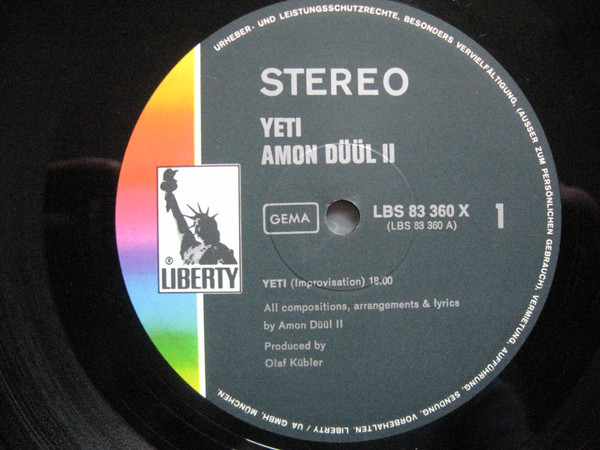 URHEBER- UND LEISTUNGSSCHUTZRECHTE, BESONDERS VERVIELFÄLTIGUNG, (AUSSER ZUM PERSÖNLICHEN GEBRAUCH), VERMIETUNG, AUFFÜHRUNG, SENDUNG, VORBEHALTEN. LIBERTY / UA GMBH, MÜNCHEN.
STEREO
YETI
AMON DÜÜL II
GEMA
LBS 83 360 X
(LBS 83 360 A)
1
®
LIBERTY
YETI (Improvisation) 18.00
All compositions, arrangements & lyrics
by Amon Düül II
Produced by
Olaf Kübler